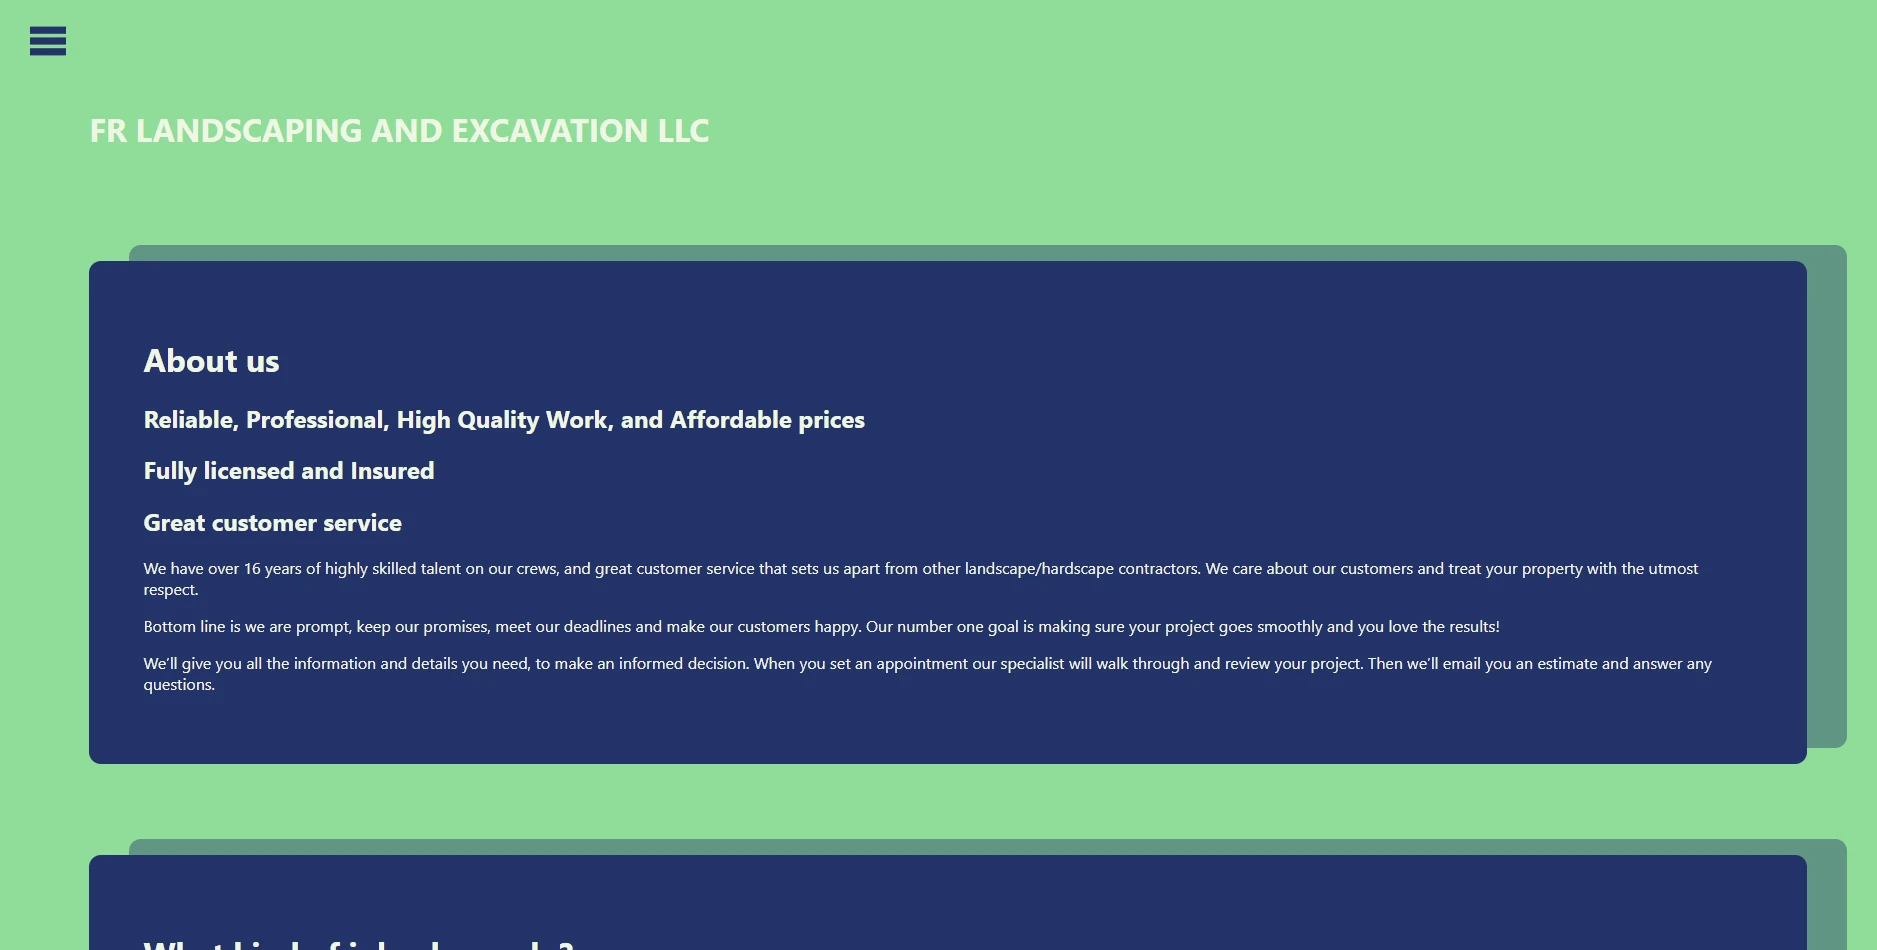 FR LANDSCAPING AND EXCAVATION LLC
About us
Reliable, Professional, High Quality Work, and Affordable prices
Fully licensed and Insured
Great customer service
We have over 16 years of highly skilled talent on our crews, and great customer service that sets us apart from other landscape/hardscape contractors. We care about our customers and treat your property with the utmost
respect.
Bottom line is we are prompt, keep our promises, meet our deadlines and make our customers happy. Our number one goal is making sure your project goes smoothly and you love the results!
We'll give you all the information and details you need, to make an informed decision. When you set an appointment our specialist will walk through and review your project. Then we'll email you an estimate and answer any
questions.
What kind of